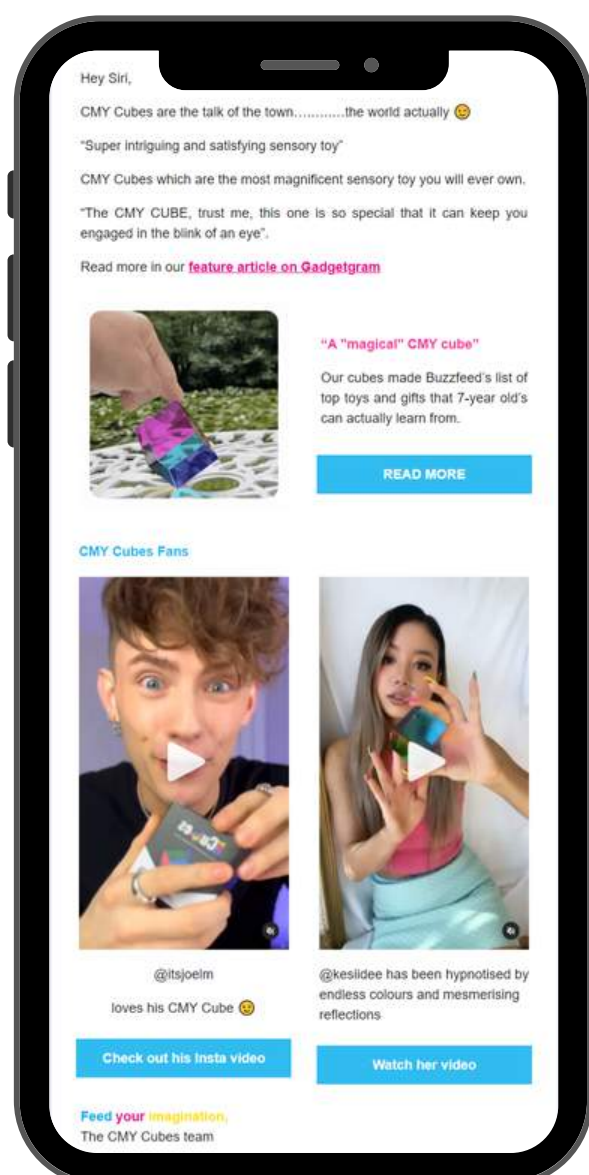 Hey Siri,
CMY Cubes are the talk of the town............the world actually 😉
“Super intriguing and satisfying sensory toy”
CMY Cubes which are the most magnificent sensory toy you will ever own.
“The CMY CUBE, trust me, this one is so special that it can keep you
engaged in the blink of an eye”.
Read more in our feature article on Gadgetgram
“A "magical" CMY cube”
Our cubes made Buzzfeed's list of
top toys and gifts that 7-year old's
can actually learn from.
READ MORE
CMY Cubes Fans
@itsjoelm
loves his CMY Cube 😉
Check out his Insta video
@kesiidee has been hypnotised by
endless colours and mesmerising
reflections
Watch her video
Feed your imagination,
The CMY Cubes team